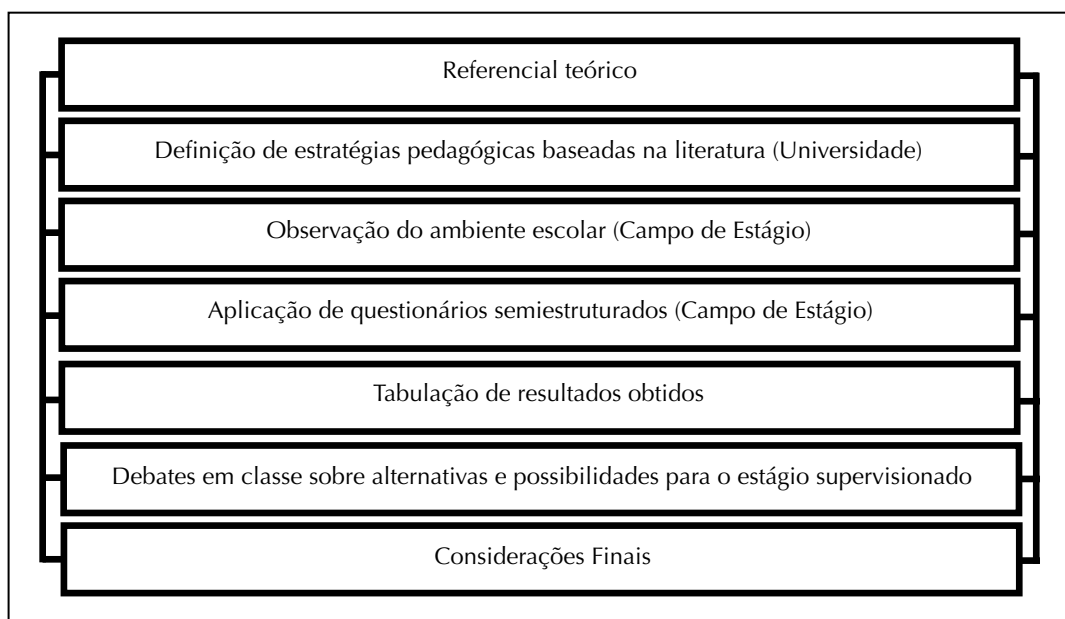 Referencial teórico
Definição de estratégias pedagógicas baseadas na literatura (Universidade)
Observação do ambiente escolar (Campo de Estágio)
Aplicação de questionários semiestruturados (Campo de Estágio)
Tabulação de resultados obtidos
Debates em classe sobre alternativas e possibilidades para o estágio supervisionado
Considerações Finais